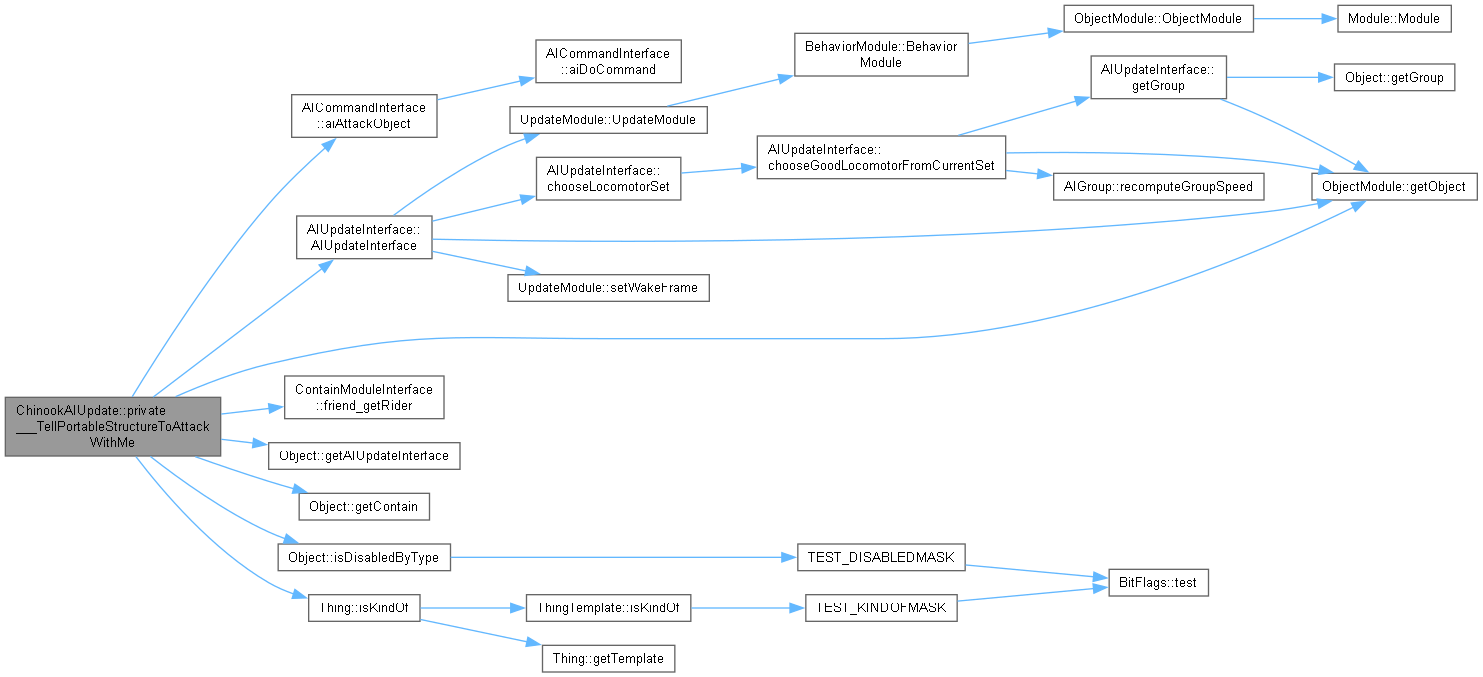 ObjectModule::ObjectModule
Module::Module
AICommandInterface
::aiDoCommand
BehaviorModule::Behavior
Module
AIUpdateInterface::
getGroup
Object::getGroup
AICommandInterface
::aiAttackObject
UpdateModule::UpdateModule
AIUpdateInterface::
chooseLocomotorSet
AIUpdateInterface::
chooseGoodLocomotorFromCurrentSet
AIGroup::recomputeGroupSpeed
ObjectModule::getObject
AIUpdateInterface::
AIUpdateInterface
UpdateModule::setWakeFrame
ChinookAIUpdate::private
___TellPortableStructureToAttack
WithMe
ContainModuleInterface
::friend_getRider
Object::getAIUpdateInterface
Object::getContain
Object::isDisabledByType
TEST_DISABLEDMASK
BitFlags::test
Thing::isKindOf
ThingTemplate::isKindOf
TEST_KINDOFMASK
Thing::getTemplate